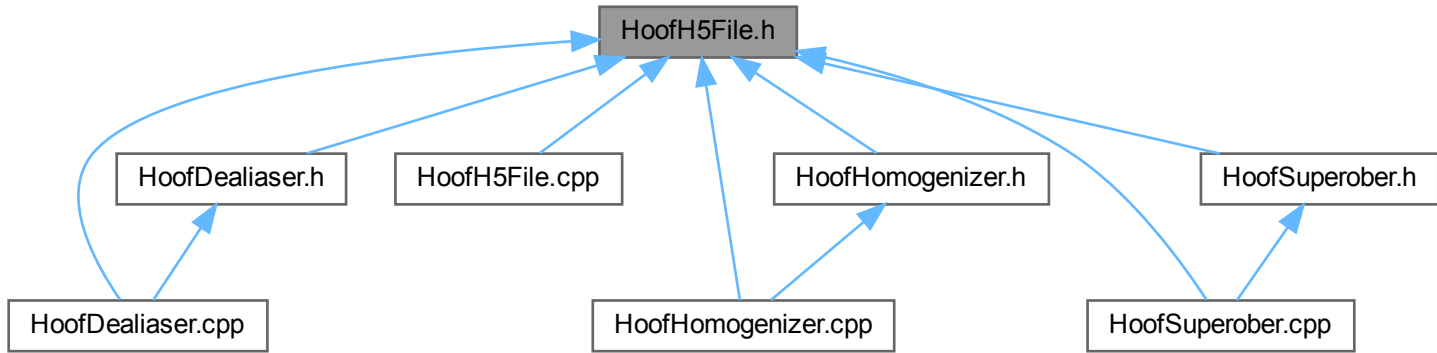 HoofH5File.h
HoofDealiaser.h
HoofH5File.cpp
HoofHomogenizer.h
HoofSuperober.h
HoofDealiaser.cpp
HoofHomogenizer.cpp
HoofSuperober.cpp